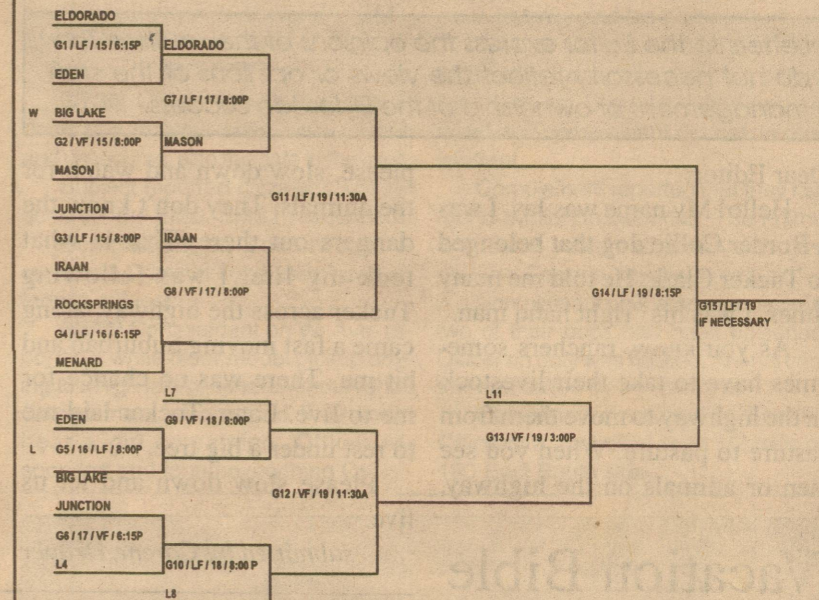 ELDORADO
G1 / LF / 15 / 6:15P
ELDORADO
EDEN
G7 / LF / 17 / 8:00P
W
BIG LAKE
G2 / VF / 15 / 8:00P
MASON
MASON
G11 / LF / 19 / 11:30A
JUNCTION
G3 / LF / 15 / 8:00P
IRAAN
IRAAN
G8 / VF / 17 / 8:00P
ROCKSPRINGS
G4 / LF / 16 / 6:15P
MENARD
G14 / LF / 19 / 8:15P
G15 / LF / 19
IF NECESSARY
L7
EDEN
G9 / VF / 18 / 8:00P
L
G5 / 16 / LF / 8:00P
BIG LAKE
L11
G13 / VF / 19 / 3:00P
G12 / VF / 19 / 11:30A
JUNCTION
G6 / 17 / VF / 6:15P
L4
G10 / LF / 18 / 8:00 P
L8